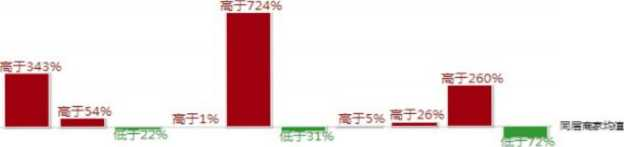 高于343%
高于54%
低于22%
高于1%
高于724%
低于31%
高于5%
高于26%
高于260%
低于72%
同层商家均值